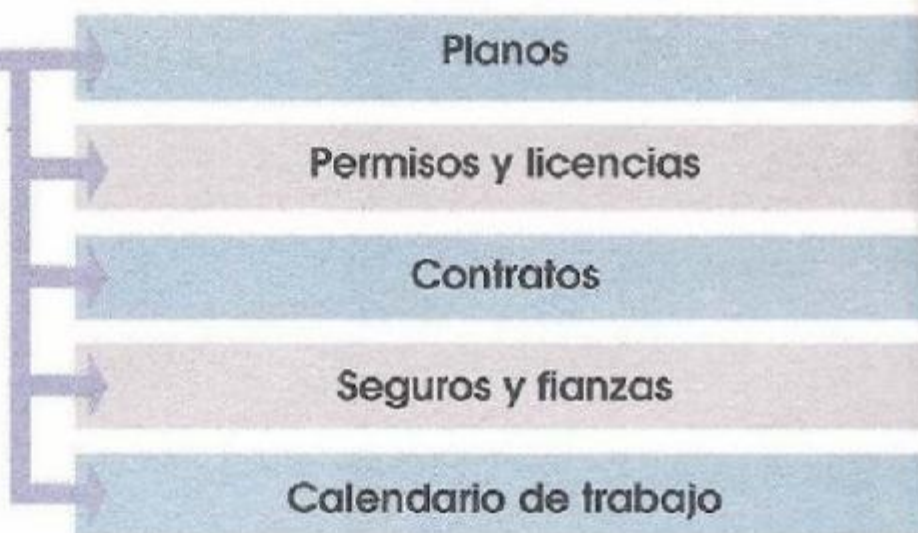 Planos
Permisos y licencias
Contratos
Seguros y fianzas
Calendario de trabajo